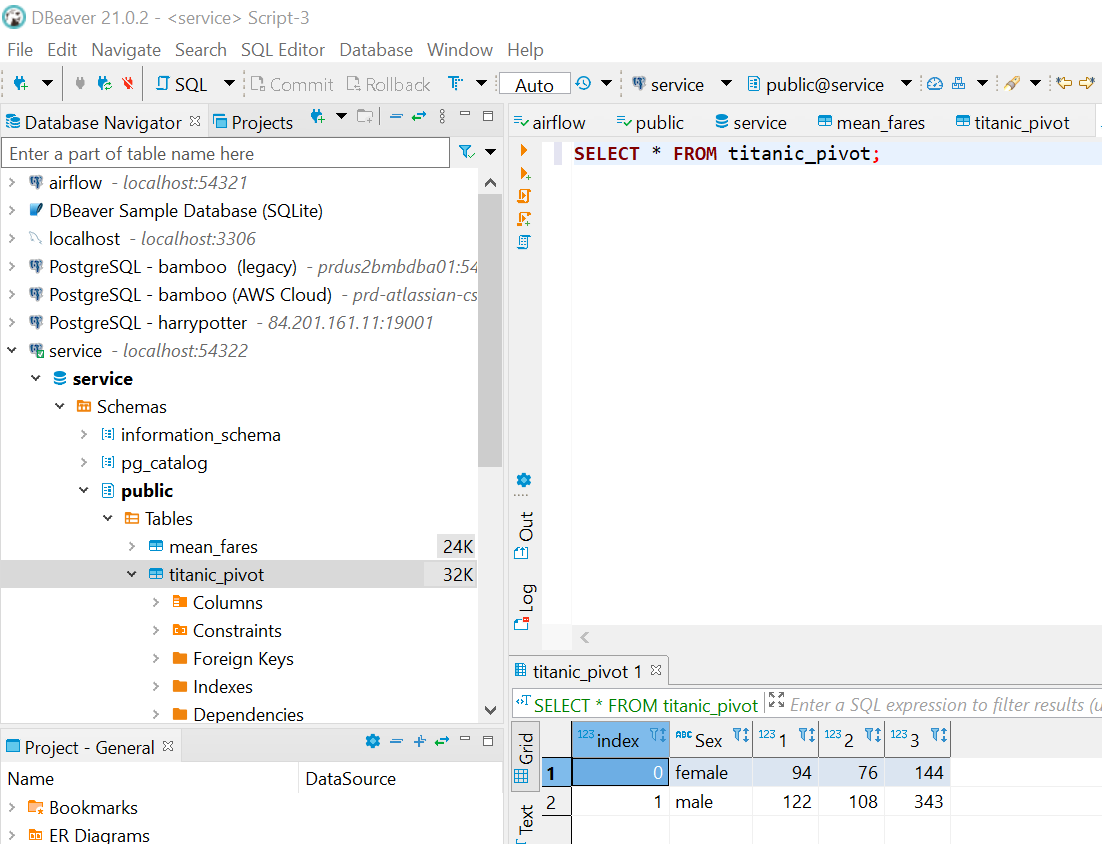 DBeaver 21.0.2 - <service> Script-3
File Edit Navigate Search SQL Editor Database Window Help
SQL Commit Rollback Auto service public@service
Database Navigator Projects
Enter a part of table name here
airflow - localhost:54321
DBeaver Sample Database (SQLite)
localhost - localhost:3306
PostgreSQL - bamboo (legacy) - prdus2bmbdba01:54
PostgreSQL - bamboo (AWS Cloud) - prd-atlassian-cs
PostgreSQL - harrypotter - 84.201.161.11:19001
service - localhost:54322
service
Schemas
information_schema
pg_catalog
public
Tables
mean_fares 24K
titanic_pivot 32K
Columns
Constraints
Foreign Keys
Indexes
Dependencies
Project - General
Name DataSource
Bookmarks
ER Diagrams
airflow public service mean_fares titanic_pivot
SELECT * FROM titanic_pivot;
Out
Log
titanic_pivot 1
SELECT * FROM titanic_pivot Enter a SQL expression to filter results (u
Grid
Text
123 index ABC Sex 123 1 123 2 123 3
1 0 female 94 76 144
2 1 male 122 108 343